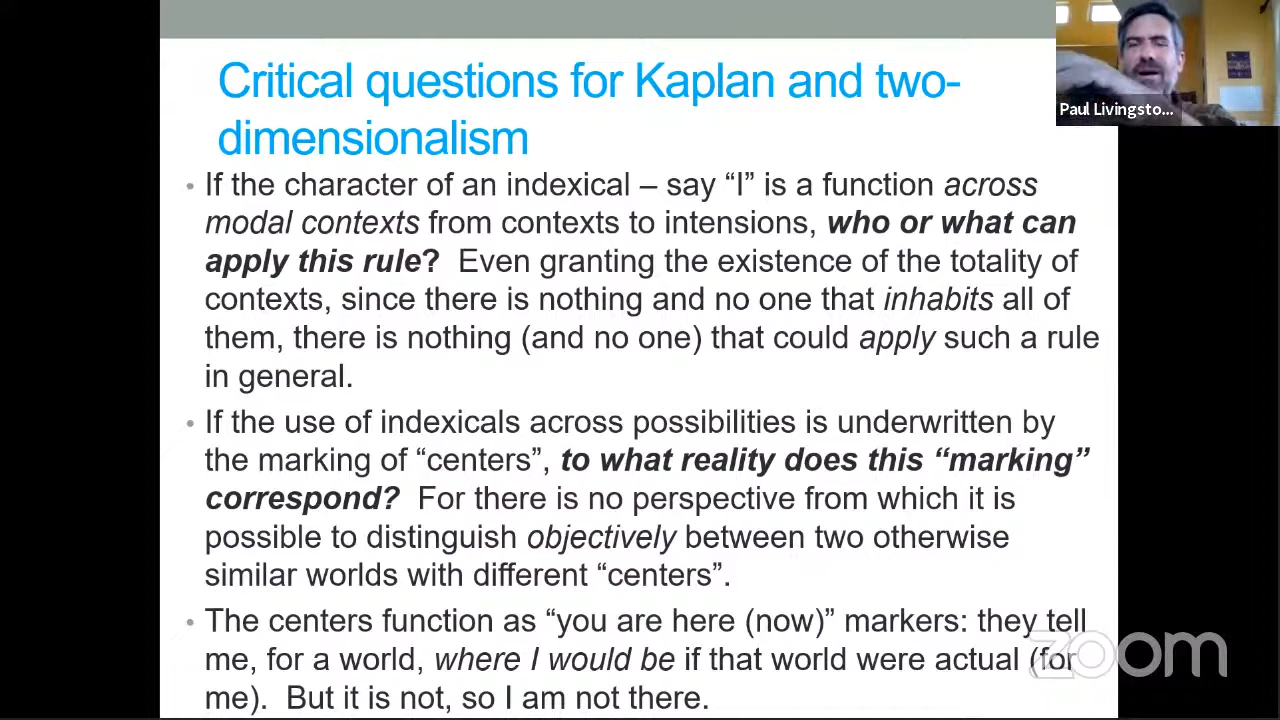 Critical questions for Kaplan and two-
dimensionalism
Paul Livingsto...
• If the character of an indexical – say “I” is a function across
modal contexts from contexts to intensions, who or what can
apply this rule? Even granting the existence of the totality of
contexts, since there is nothing and no one that inhabits all of
them, there is nothing (and no one) that could apply such a rule
in general.
• If the use of indexicals across possibilities is underwritten by
the marking of “centers”, to what reality does this “marking”
correspond? For there is no perspective from which it is
possible to distinguish objectively between two otherwise
similar worlds with different “centers”.
• The centers function as “you are here (now)” markers: they tell
me, for a world, where I would be if that world were actual (for
me). But it is not, so I am not there.
zoom